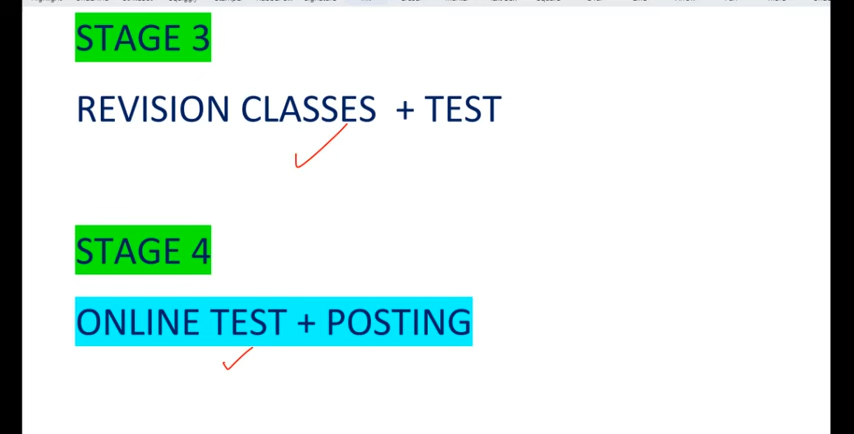 STAGE 3
REVISION CLASSES + TEST
STAGE 4
ONLINE TEST + POSTING